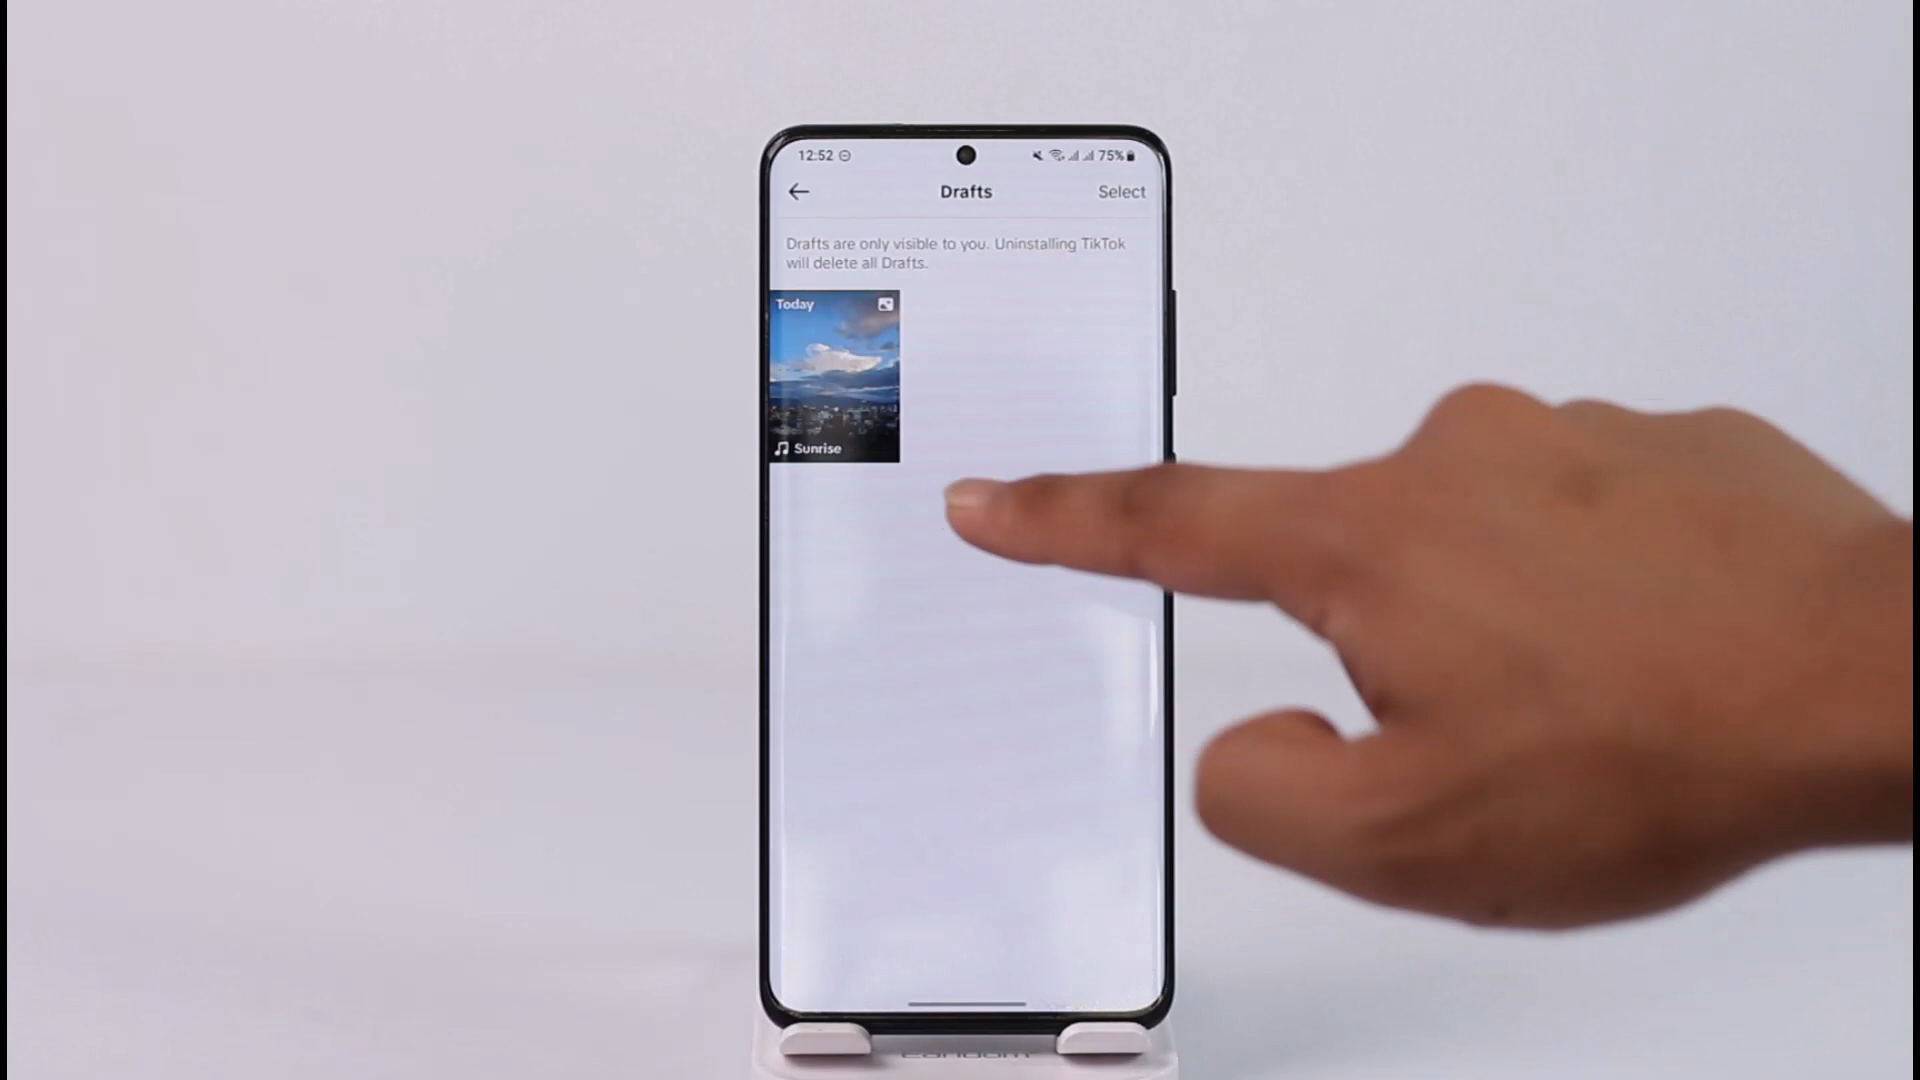 12:52 75%
Drafts Select
Drafts are only visible to you. Uninstalling TikTok
will delete all Drafts.
Today
Sunrise